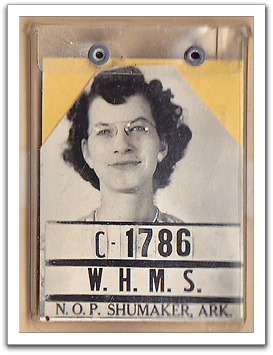 C-1786
W. H. M. S.
N. O. P. SHUMAKER, ARK.